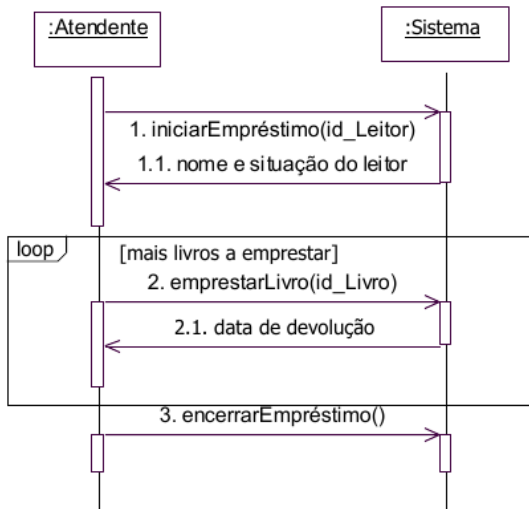 :Atendente
:Sistema
1. iniciarEmpréstimo(id_Leitor)
1.1. nome e situação do leitor
loop
[mais livros a emprestar]
2. emprestarLivro(id_Livro)
2.1. data de devolução
3. encerrarEmpréstimo()